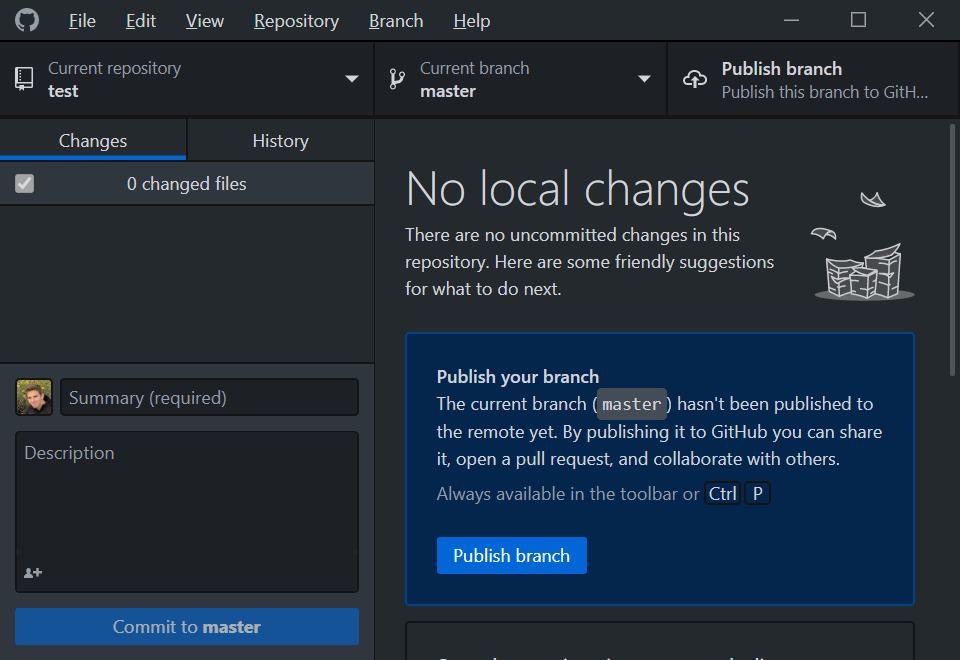 File Edit View Repository Branch Help
Current repository
test
Current branch
master
Publish branch
Publish this branch to GitH...
Changes
History
0 changed files
No local changes
There are no uncommitted changes in this
repository. Here are some friendly suggestions
for what to do next.
Publish your branch
The current branch (master) hasn't been published to
the remote yet. By publishing it to GitHub you can share
it, open a pull request, and collaborate with others.
Always available in the toolbar or Ctrl P
Publish branch
Summary (required)
Description
Commit to master